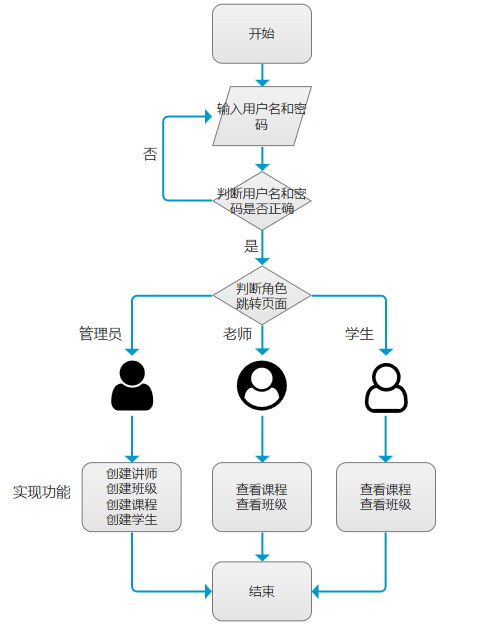 开始
输入用户名和密
码
否
判断用户名和密
码是否正确
是
判断角色
跳转页面
管理员
老师
学生
实现功能
创建讲师
创建班级
创建课程
创建学生
查看课程
查看班级
查看课程
查看班级
结束